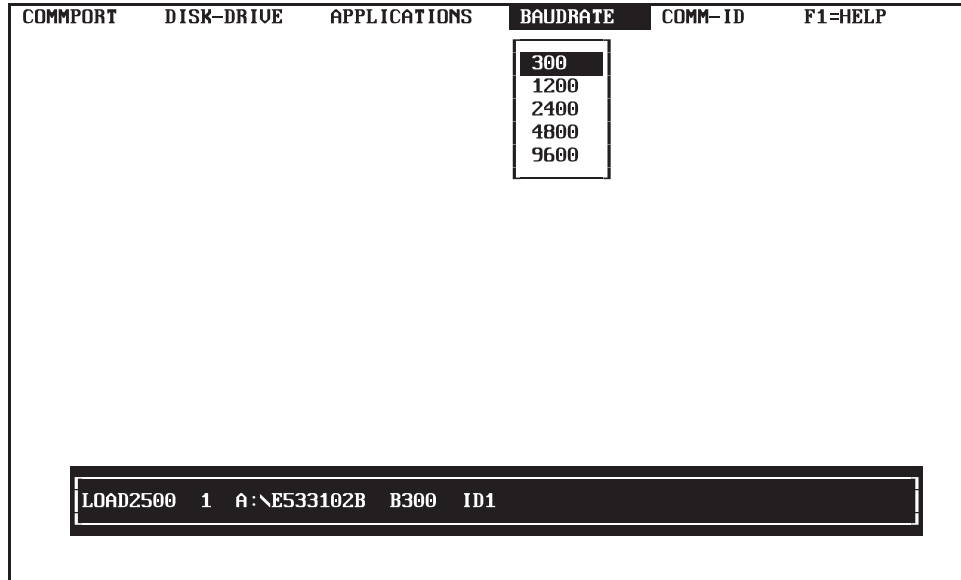 COMMPORT DISK-DRIVE APPLICATIONS BAUDRATE COMM-ID F1=HELP
300
1200
2400
4800
9600
LOAD2500 1 A:\E533102B B300 ID1